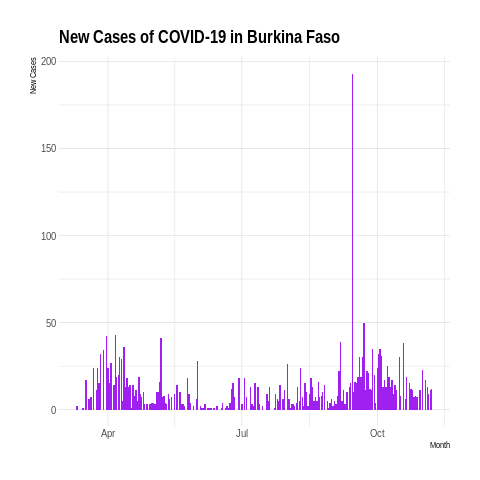 New Cases of COVID-19 in Burkina Faso
New Cases
200
150
100
50
0
Apr
Jul
Oct
Month